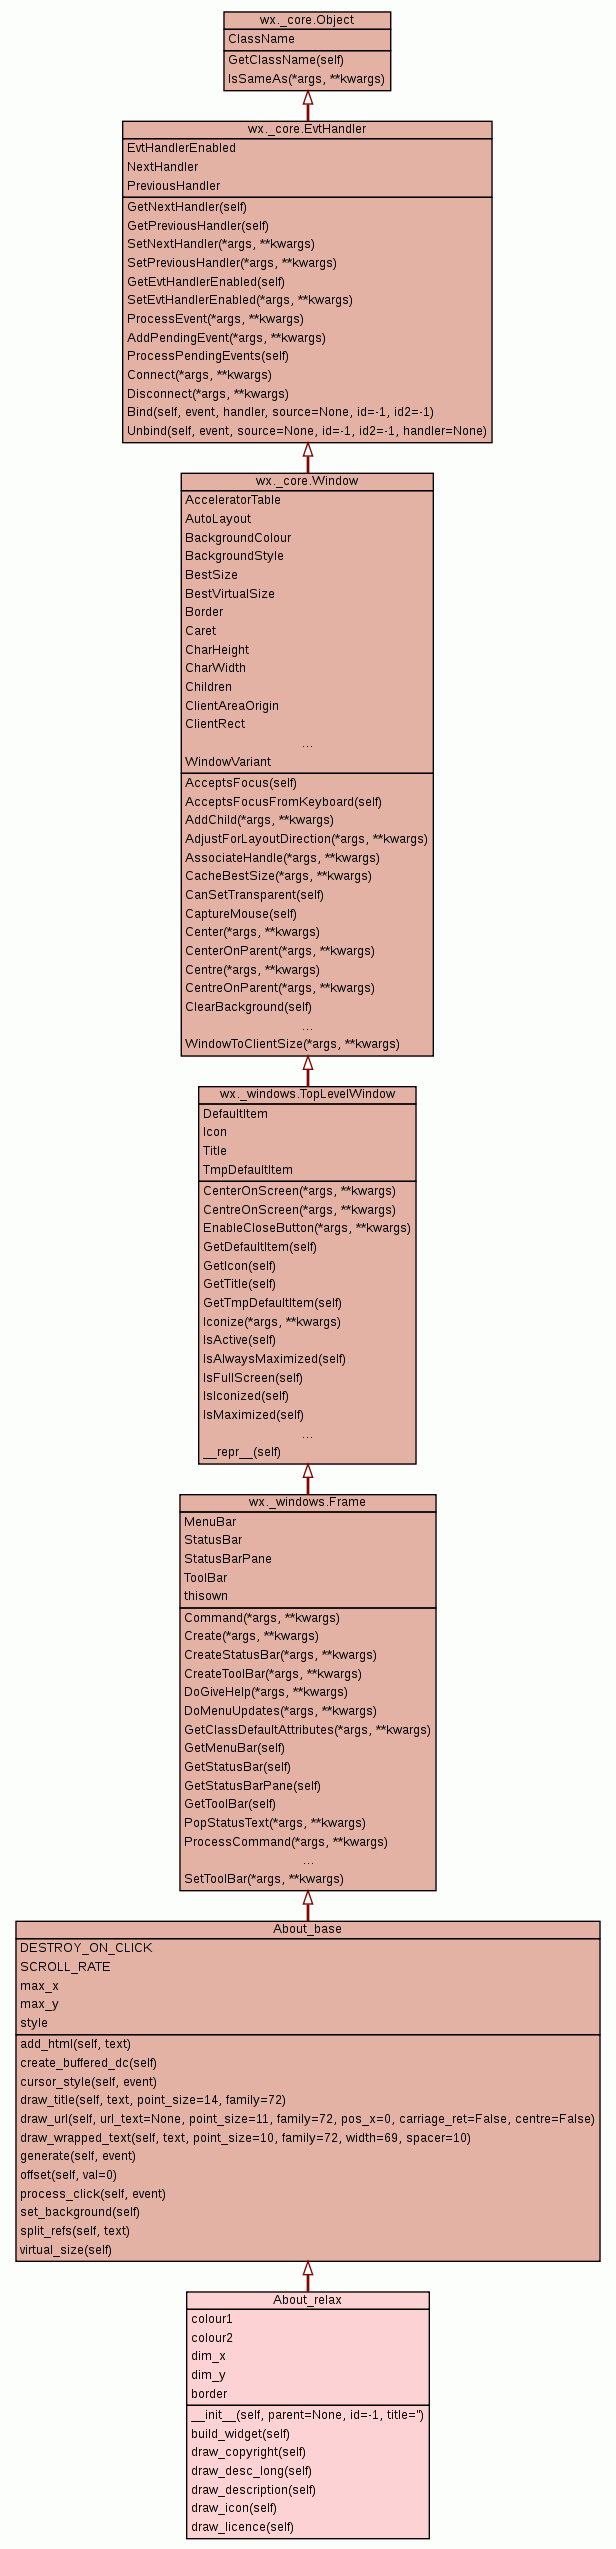 wx._core.Object
ClassName
GetClassName(self)
IsSameAs(*args, **kwargs)
wx._core.EvtHandler
EvtHandlerEnabled
NextHandler
PreviousHandler
GetNextHandler(self)
GetPreviousHandler(self)
SetNextHandler(*args, **kwargs)
SetPreviousHandler(*args, **kwargs)
GetEvtHandlerEnabled(self)
SetEvtHandlerEnabled(*args, **kwargs)
ProcessEvent(*args, **kwargs)
AddPendingEvent(*args, **kwargs)
ProcessPendingEvents(self)
Connect(*args, **kwargs)
Disconnect(*args, **kwargs)
Bind(self, event, handler, source=None, id=-1, id2=-1)
Unbind(self, event, source=None, id=-1, id2=-1, handler=None)
wx._core.Window
AcceleratorTable
AutoLayout
BackgroundColour
BackgroundStyle
BestSize
BestVirtualSize
Border
Caret
CharHeight
CharWidth
Children
ClientAreaOrigin
ClientRect
...
WindowVariant
AcceptsFocus(self)
AcceptsFocusFromKeyboard(self)
AddChild(*args, **kwargs)
AdjustForLayoutDirection(*args, **kwargs)
AssociateHandle(*args, **kwargs)
CacheBestSize(*args, **kwargs)
CanSetTransparent(self)
CaptureMouse(self)
Center(*args, **kwargs)
CenterOnParent(*args, **kwargs)
Centre(*args, **kwargs)
CentreOnParent(*args, **kwargs)
ClearBackground(self)
...
WindowToClientSize(*args, **kwargs)
wx._windows.TopLevelWindow
DefaultItem
Icon
Title
TmpDefaultItem
CenterOnScreen(*args, **kwargs)
CentreOnScreen(*args, **kwargs)
EnableCloseButton(*args, **kwargs)
GetDefaultItem(self)
GetIcon(self)
GetTitle(self)
GetTmpDefaultItem(self)
Iconize(*args, **kwargs)
IsActive(self)
IsAlwaysMaximized(self)
IsFullScreen(self)
IsIconized(self)
IsMaximized(self)
...
__repr__(self)
wx._windows.Frame
MenuBar
StatusBar
StatusBarPane
ToolBar
thisown
Command(*args, **kwargs)
Create(*args, **kwargs)
CreateStatusBar(*args, **kwargs)
CreateToolBar(*args, **kwargs)
DoGiveHelp(*args, **kwargs)
DoMenuUpdates(*args, **kwargs)
GetClassDefaultAttributes(*args, **kwargs)
GetMenuBar(self)
GetStatusBar(self)
GetStatusBarPane(self)
GetToolBar(self)
PopStatusText(*args, **kwargs)
ProcessCommand(*args, **kwargs)
...
SetToolBar(*args, **kwargs)
About_base
DESTROY_ON_CLICK
SCROLL_RATE
max_x
max_y
style
add_html(self, text)
create_buffered_dc(self)
cursor_style(self, event)
draw_title(self, text, point_size=14, family=72)
draw_url(self, url_text=None, point_size=11, family=72, pos_x=0, carriage_ret=False, centre=False)
draw_wrapped_text(self, text, point_size=10, family=72, width=69, spacer=10)
generate(self, event)
offset(self, val=0)
process_click(self, event)
set_background(self)
split_refs(self, text)
virtual_size(self)
About_relax
colour1
colour2
dim_x
dim_y
border
__init__(self, parent=None, id=-1, title='')
build_widget(self)
draw_copyright(self)
draw_desc_long(self)
draw_description(self)
draw_icon(self)
draw_licence(self)